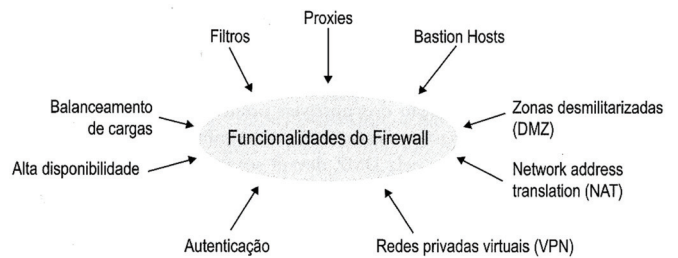 Proxies
Filtros
Bastion Hosts
Balanceamento
de cargas
Zonas desmilitarizadas
(DMZ)
Funcionalidades do Firewall
Alta disponibilidade
Network address
translation (NAT)
Autenticação
Redes privadas virtuais (VPN)